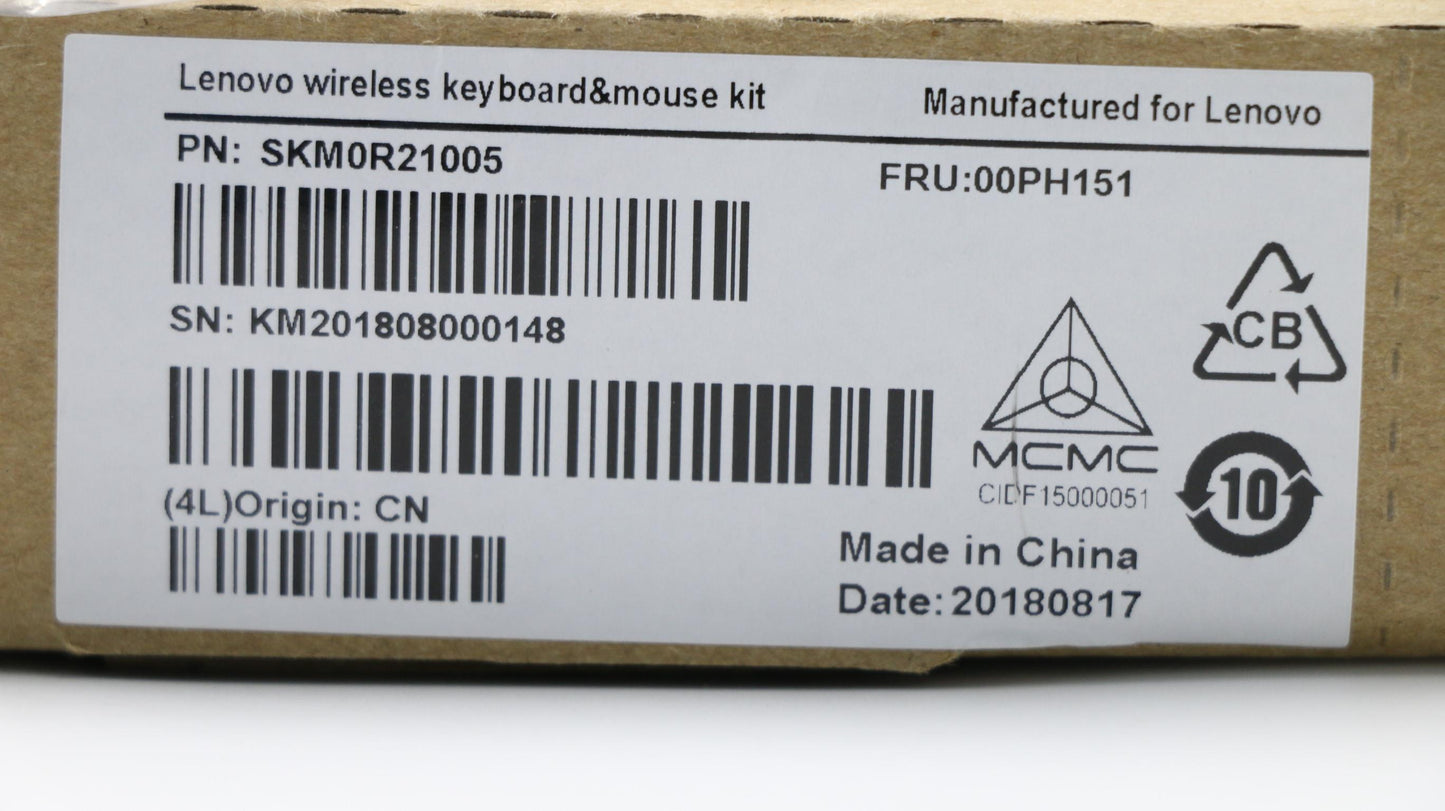 Lenovo wireless keyboard&mouse kit
Manufactured for Lenovo
PN: SKM0R21005
FRU:00PH151
SN: KM201808000148
CB
MCMC
CIDF15000051
10
(4L)Origin: CN
Made in China
Date:20180817